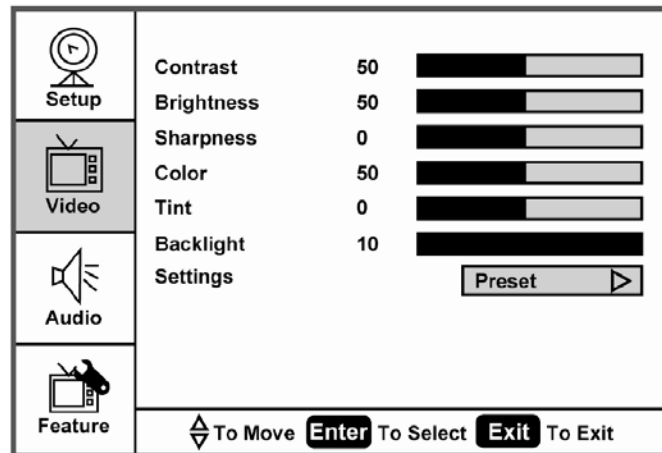 Setup
Video
Audio
Feature
Contrast 50
Brightness 50
Sharpness 0
Color 50
Tint 0
Backlight 10
Settings Preset
To Move Enter To Select Exit To Exit